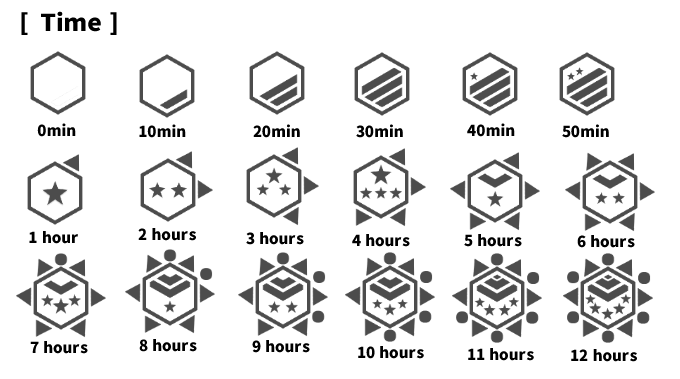 [ Time ]
0min 10min 20min 30min 40min 50min
1 hour 2 hours 3 hours 4 hours 5 hours 6 hours
7 hours 8 hours 9 hours 10 hours 11 hours 12 hours